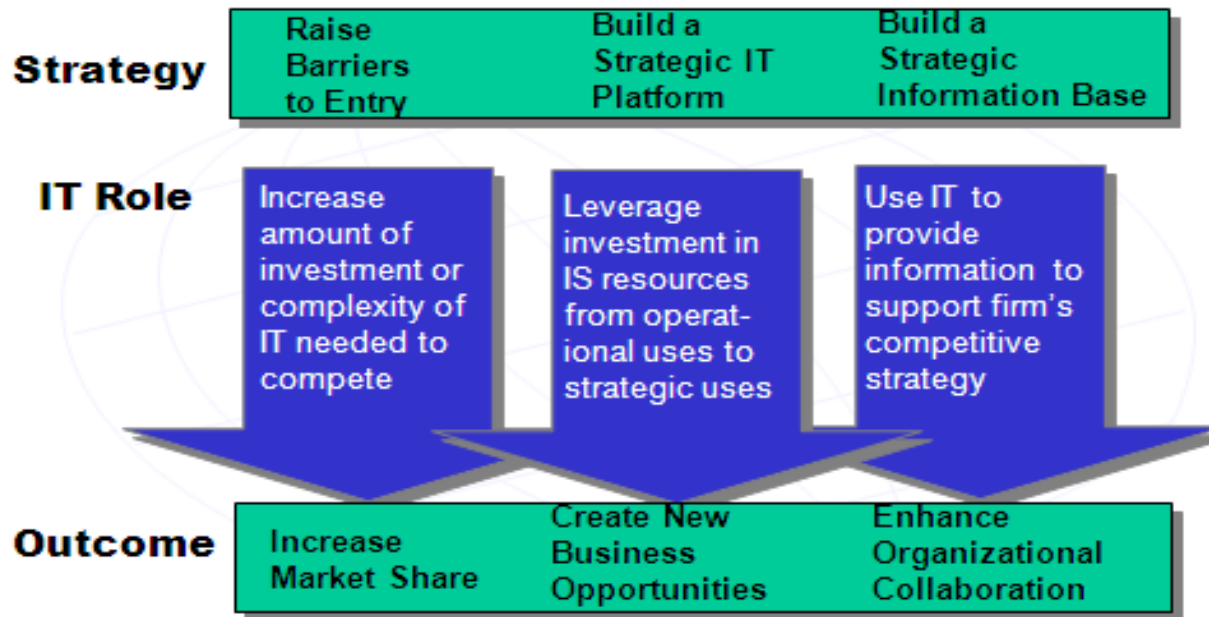 Strategy
Raise
Barriers
to Entry
Build a
Strategic IT
Platform
Build a
Strategic
Information Base
IT Role
Increase
amount of
investment or
complexity of
IT needed to
compete
Leverage
investment in
IS resources
from operat-
ional uses to
strategic uses
Use IT to
provide
information to
support firm's
competitive
strategy
Outcome
Increase
Market Share
Create New
Business
Opportunities
Enhance
Organizational
Collaboration